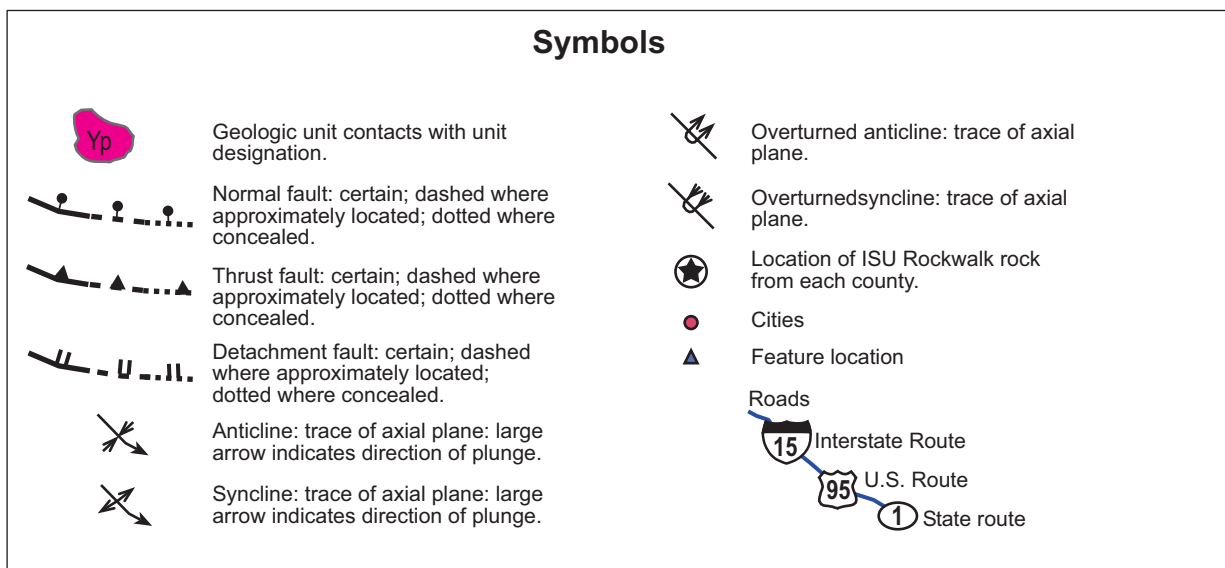 Symbols
Yp
Geologic unit contacts with unit
designation.
Normal fault: certain; dashed where
approximately located; dotted where
concealed.
Thrust fault: certain; dashed where
approximately located; dotted where
concealed.
Detachment fault: certain; dashed
where approximately located;
dotted where concealed.
Anticline: trace of axial plane: large
arrow indicates direction of plunge.
Syncline: trace of axial plane: large
arrow indicates direction of plunge.
Overturned anticline: trace of axial
plane.
Overturnedsyncline: trace of axial
plane.
Location of ISU Rockwalk rock
from each county.
Cities
Feature location
Roads
15 Interstate Route
95 U.S. Route
1 State route